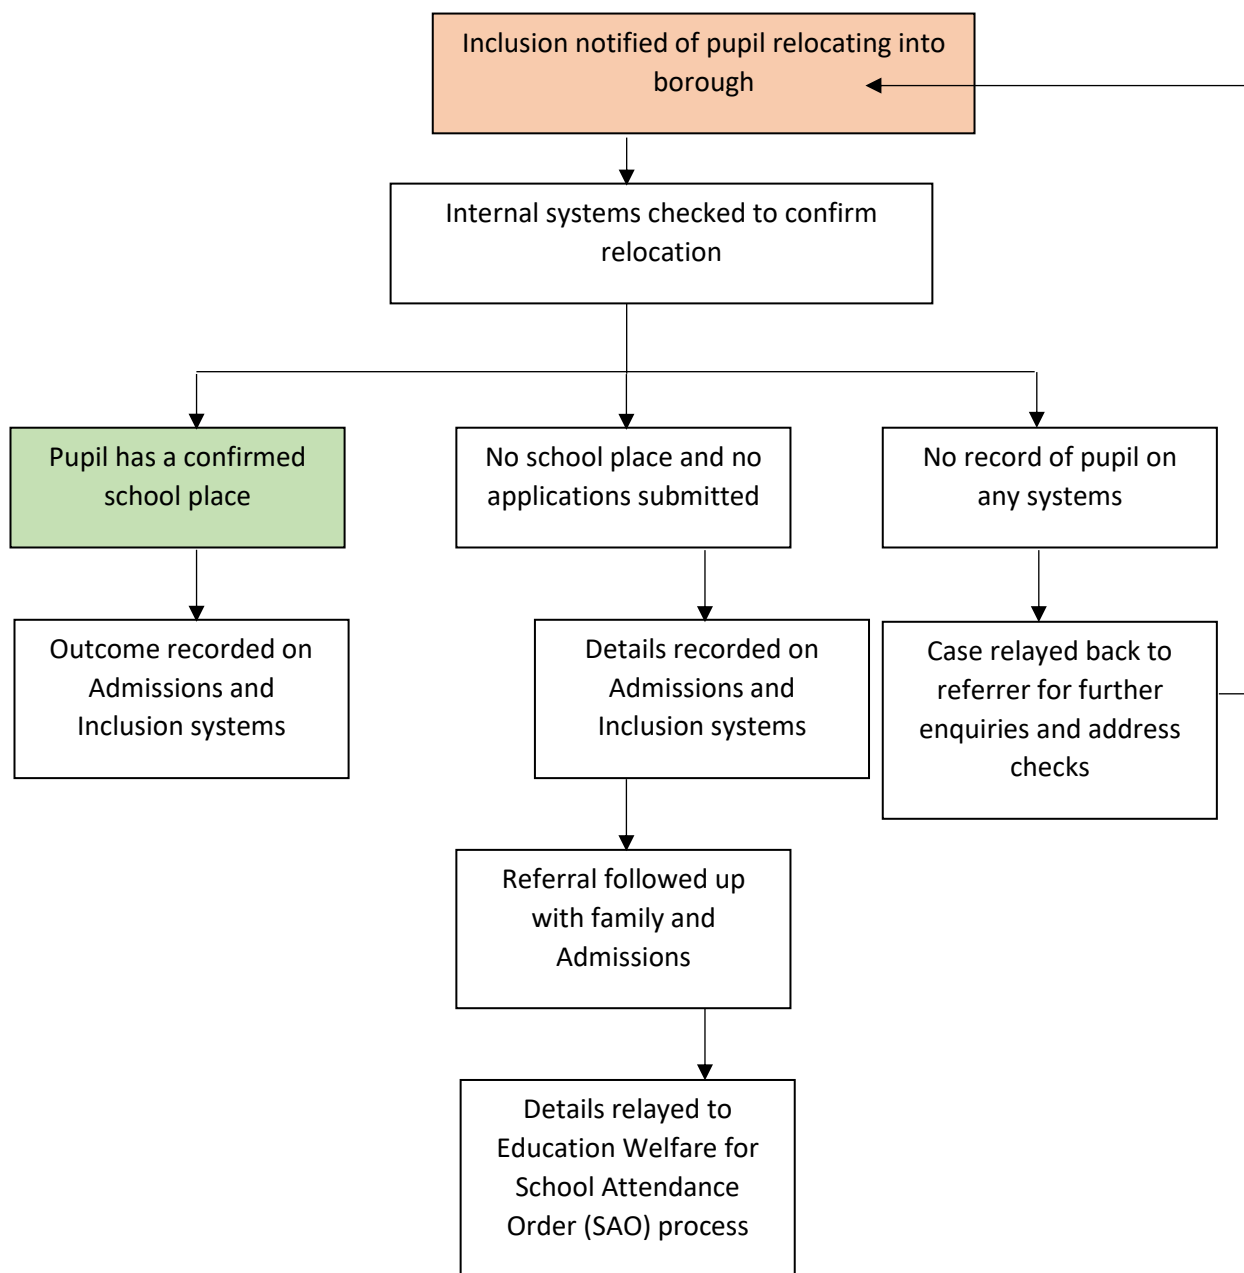 Inclusion notified of pupil relocating into
borough
Internal systems checked to confirm
relocation
Pupil has a confirmed
school place
No school place and no
applications submitted
No record of pupil on
any systems
Outcome recorded on
Admissions and
Inclusion systems
Details recorded on
Admissions and
Inclusion systems
Case relayed back to
referrer for further
enquiries and address
checks
Referral followed up
with family and
Admissions
Details relayed to
Education Welfare for
School Attendance
Order (SAO) process